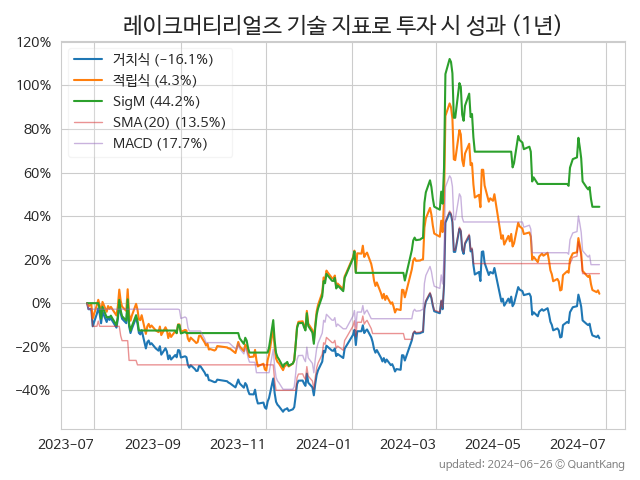 레이크머티리얼즈 기술 지표로 투자 시 성과 (1년)
120%
100%
80%
60%
40%
20%
0%
−20%
−40%
거치식 (−16.1%)
적립식 (4.3%)
SigM (44.2%)
SMA(20) (13.5%)
MACD (17.7%)
2023-07 2023-09 2023-11 2024-01 2024-03 2024-05 2024-07
updated: 2024-06-26 © QuantKang